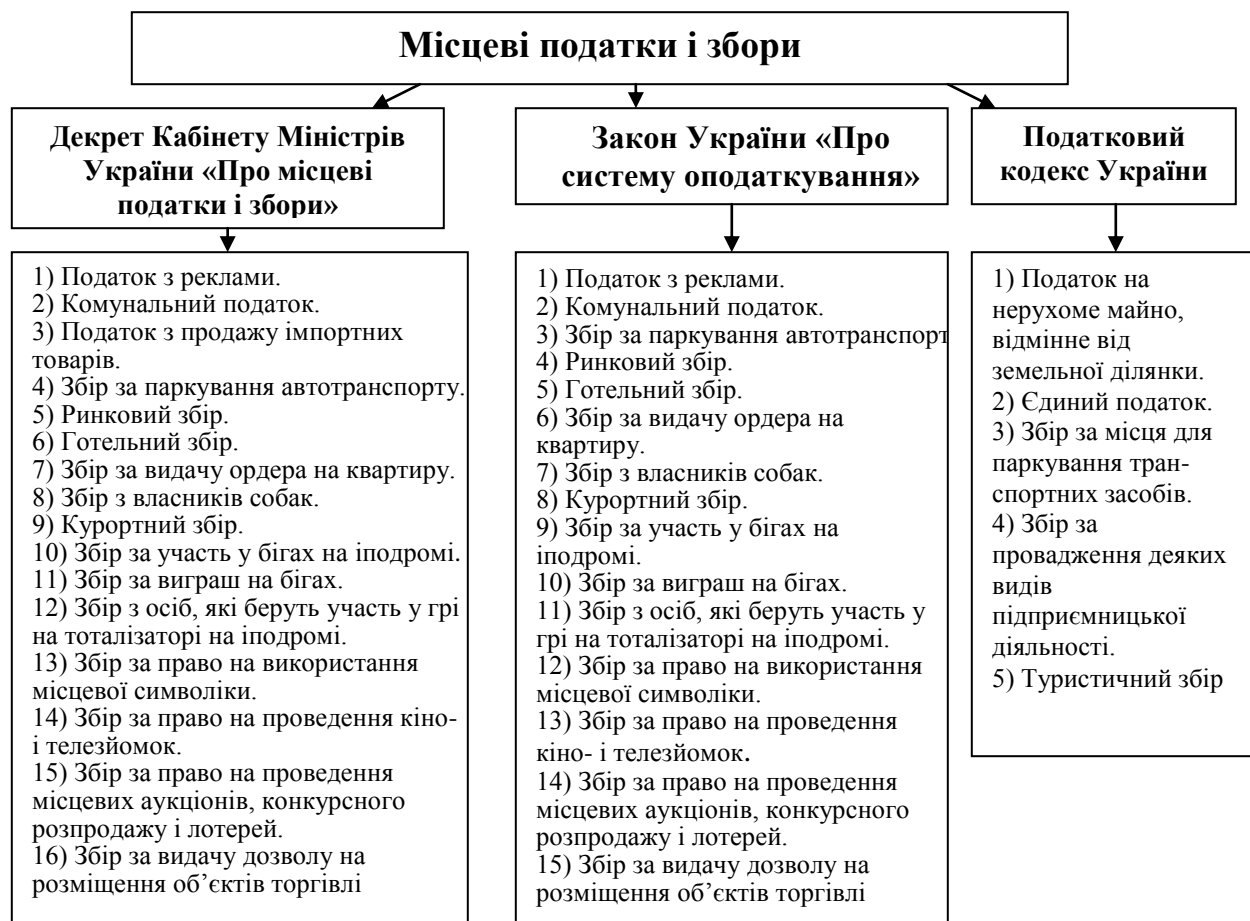 Місцеві податки і збори
Декрет Кабінету Міністрів
України «Про місцеві
податки і збори»
1) Податок з реклами.
2) Комунальний податок.
3) Податок з продажу імпортних
товарів.
4) Збір за паркування автотранспорту.
5) Ринковий збір.
6) Готельний збір.
7) Збір за видачу ордера на квартиру.
8) Збір з власників собак.
9) Курортний збір.
10) Збір за участь у бігах на іподромі.
11) Збір за виграш на бігах.
12) Збір з осіб, які беруть участь у грі
на тоталізаторі на іподромі.
13) Збір за право на використання
місцевої символіки.
14) Збір за право на проведення кіно-
і телезйомок.
15) Збір за право на проведення
місцевих аукціонів, конкурсного
розпродажу і лотерей.
16) Збір за видачу дозволу на
розміщення об’єктів торгівлі
Закон України «Про
систему оподаткування»
1) Податок з реклами.
2) Комунальний податок.
3) Збір за паркування автотранспорт
4) Ринковий збір.
5) Готельний збір.
6) Збір за видачу ордера на
квартиру.
7) Збір з власників собак.
8) Курортний збір.
9) Збір за участь у бігах на
іподромі.
10) Збір за виграш на бігах.
11) Збір з осіб, які беруть участь у
грі на тоталізаторі на іподромі.
12) Збір за право на використання
місцевої символіки.
13) Збір за право на проведення
кіно- і телезйомок.
14) Збір за право на проведення
місцевих аукціонів, конкурсного
розпродажу і лотерей.
15) Збір за видачу дозволу на
розміщення об’єктів торгівлі
Податковий
кодекс України
1) Податок на
нерухоме майно,
відмінне від
земельної ділянки.
2) Єдиний податок.
3) Збір за місця для
паркування тран-
спортних засобів.
4) Збір за
провадження деяких
видів
підприємницької
діяльності.
5) Туристичний збір